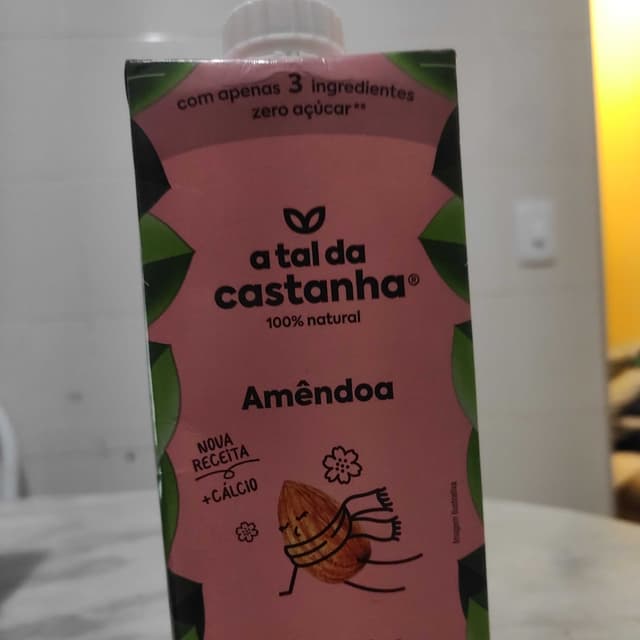 com apenas 3 ingredientes
zero açúcar**
a tal da
castanha®
100% natural
Amêndoa
NOVA
RECEITA
+CÁLCIO
Imagem ilustrativa